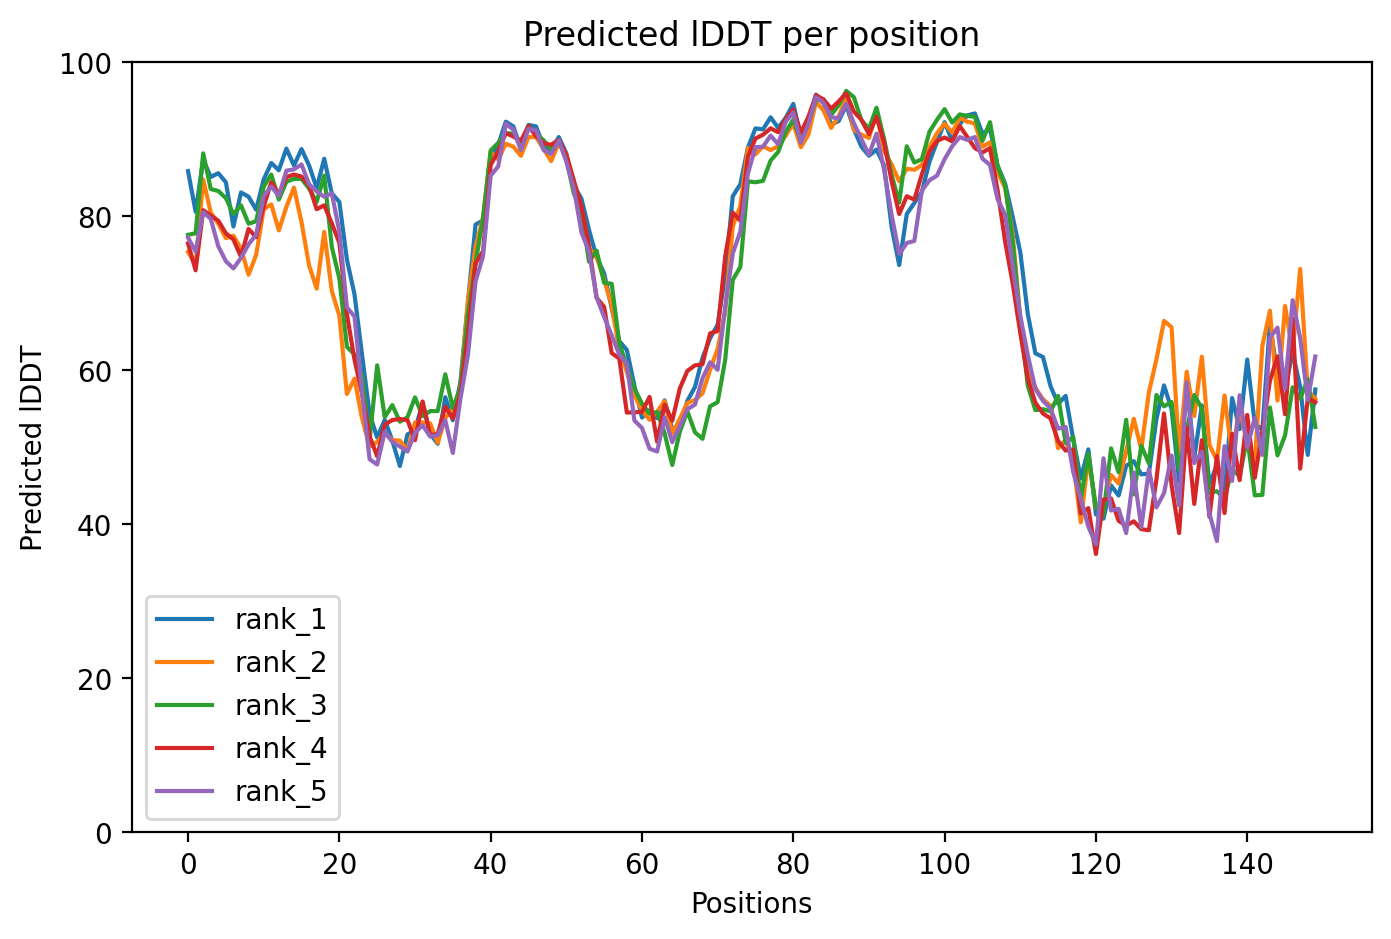 Predicted lDDT per position
100
80
60
40
20
0
Predicted lDDT
rank_1
rank_2
rank_3
rank_4
rank_5
0 20 40 60 80 100 120 140
Positions